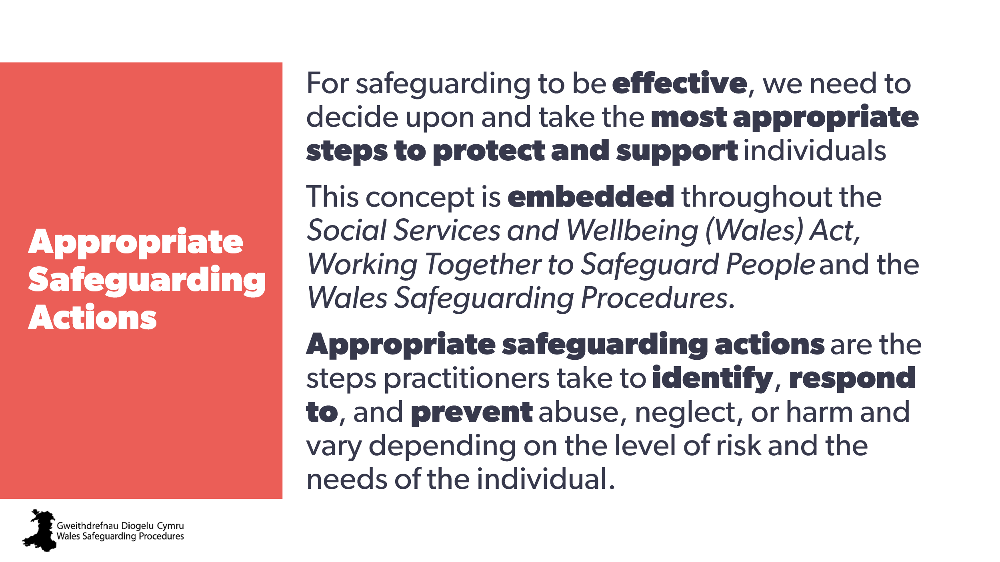 Appropriate
Safeguarding
Actions
For safeguarding to be effective, we need to
decide upon and take the most appropriate
steps to protect and support individuals
This concept is embedded throughout the
Social Services and Wellbeing (Wales) Act,
Working Together to Safeguard People and the
Wales Safeguarding Procedures.
Appropriate safeguarding actions are the
steps practitioners take to identify, respond
to, and prevent abuse, neglect, or harm and
vary depending on the level of risk and the
needs of the individual.
Gweithdrefnau Diogelu Cymru
Wales Safeguarding Procedures